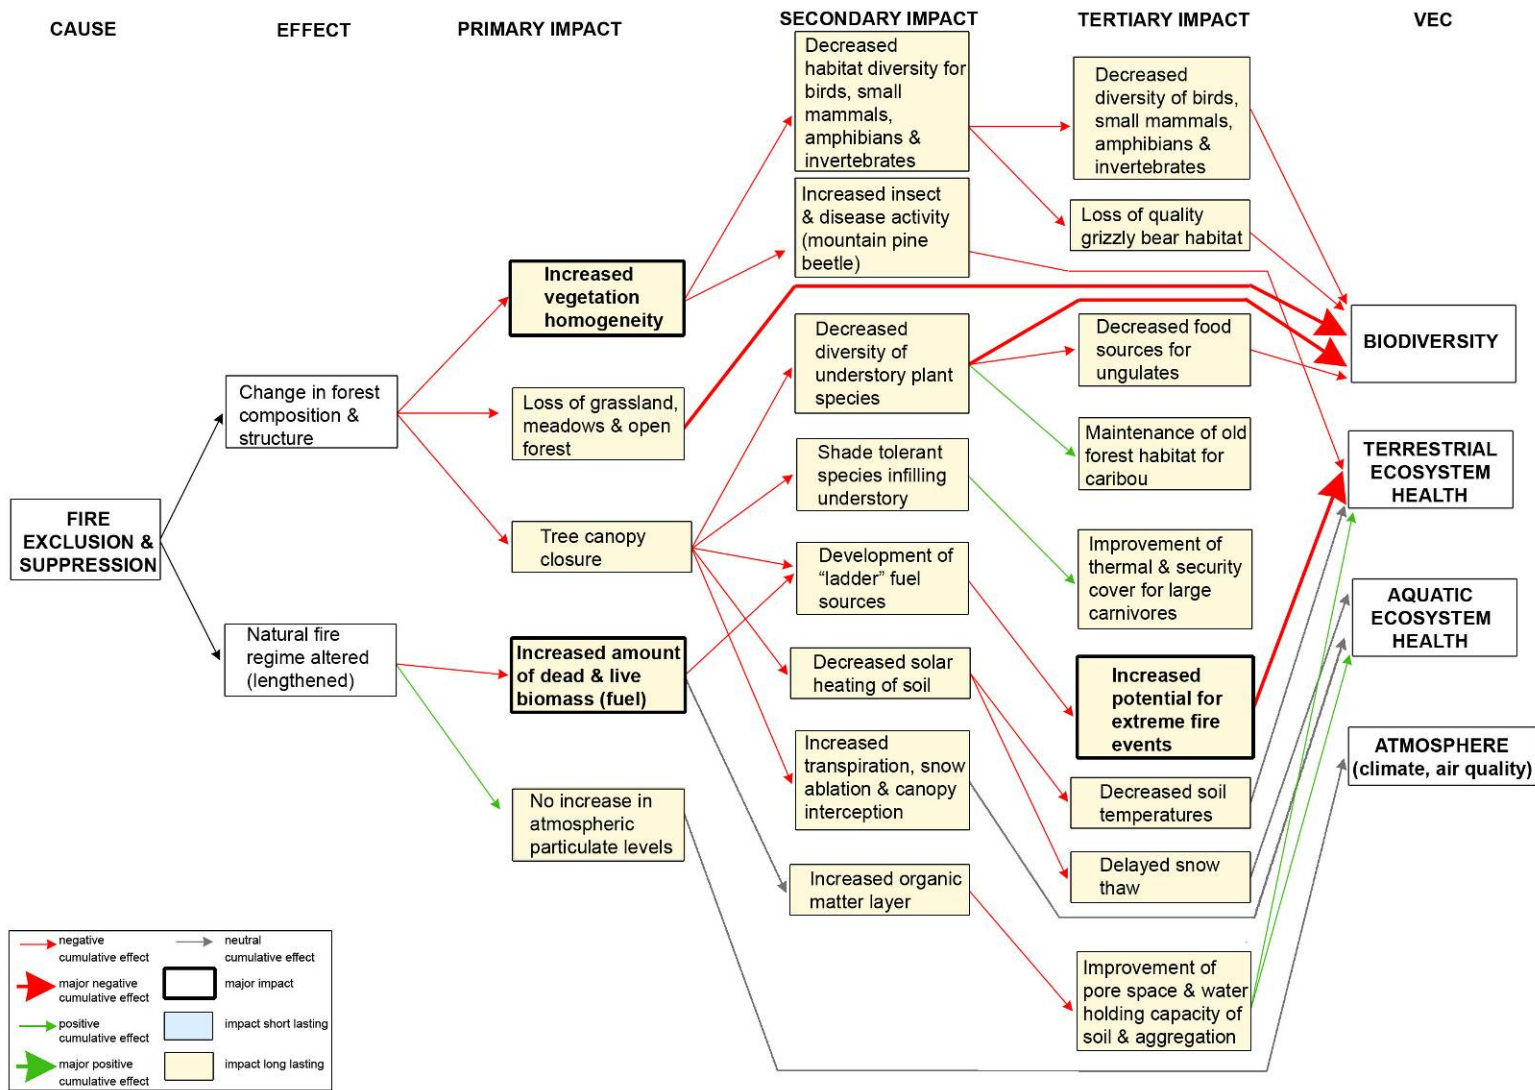 CAUSE
EFFECT
PRIMARY IMPACT
SECONDARY IMPACT
TERTIARY IMPACT
VEC
FIRE
EXCLUSION &
SUPPRESSION
Change in forest
composition &
structure
Natural fire
regime altered
(lengthened)
Increased
vegetation
homogeneity
Loss of grassland,
meadows & open
forest
Tree canopy
closure
Increased amount
of dead & live
biomass (fuel)
No increase in
atmospheric
particulate levels
Decreased
habitat diversity for
birds, small
mammals,
amphibians &
invertebrates
Increased insect
& disease activity
(mountain pine
beetle)
Decreased
diversity of
understory plant
species
Shade tolerant
species infilling
understory
Development of
“ladder” fuel
sources
Decreased solar
heating of soil
Increased
transpiration, snow
ablation & canopy
interception
Increased organic
matter layer
Decreased
diversity of birds,
small mammals,
amphibians &
invertebrates
Loss of quality
grizzly bear habitat
Decreased food
sources for
ungulates
Maintenance of old
forest habitat for
caribou
Improvement of
thermal & security
cover for large
carnivores
Increased
potential for
extreme fire
events
Decreased soil
temperatures
Delayed snow
thaw
Improvement of
pore space & water
holding capacity of
soil & aggregation
BIODIVERSITY
TERRESTRIAL
ECOSYSTEM
HEALTH
AQUATIC
ECOSYSTEM
HEALTH
ATMOSPHERE
(climate, air quality)
negative
cumulative effect
major negative
cumulative effect
positive
cumulative effect
major positive
cumulative effect
neutral
cumulative effect
major impact
impact short lasting
impact long lasting